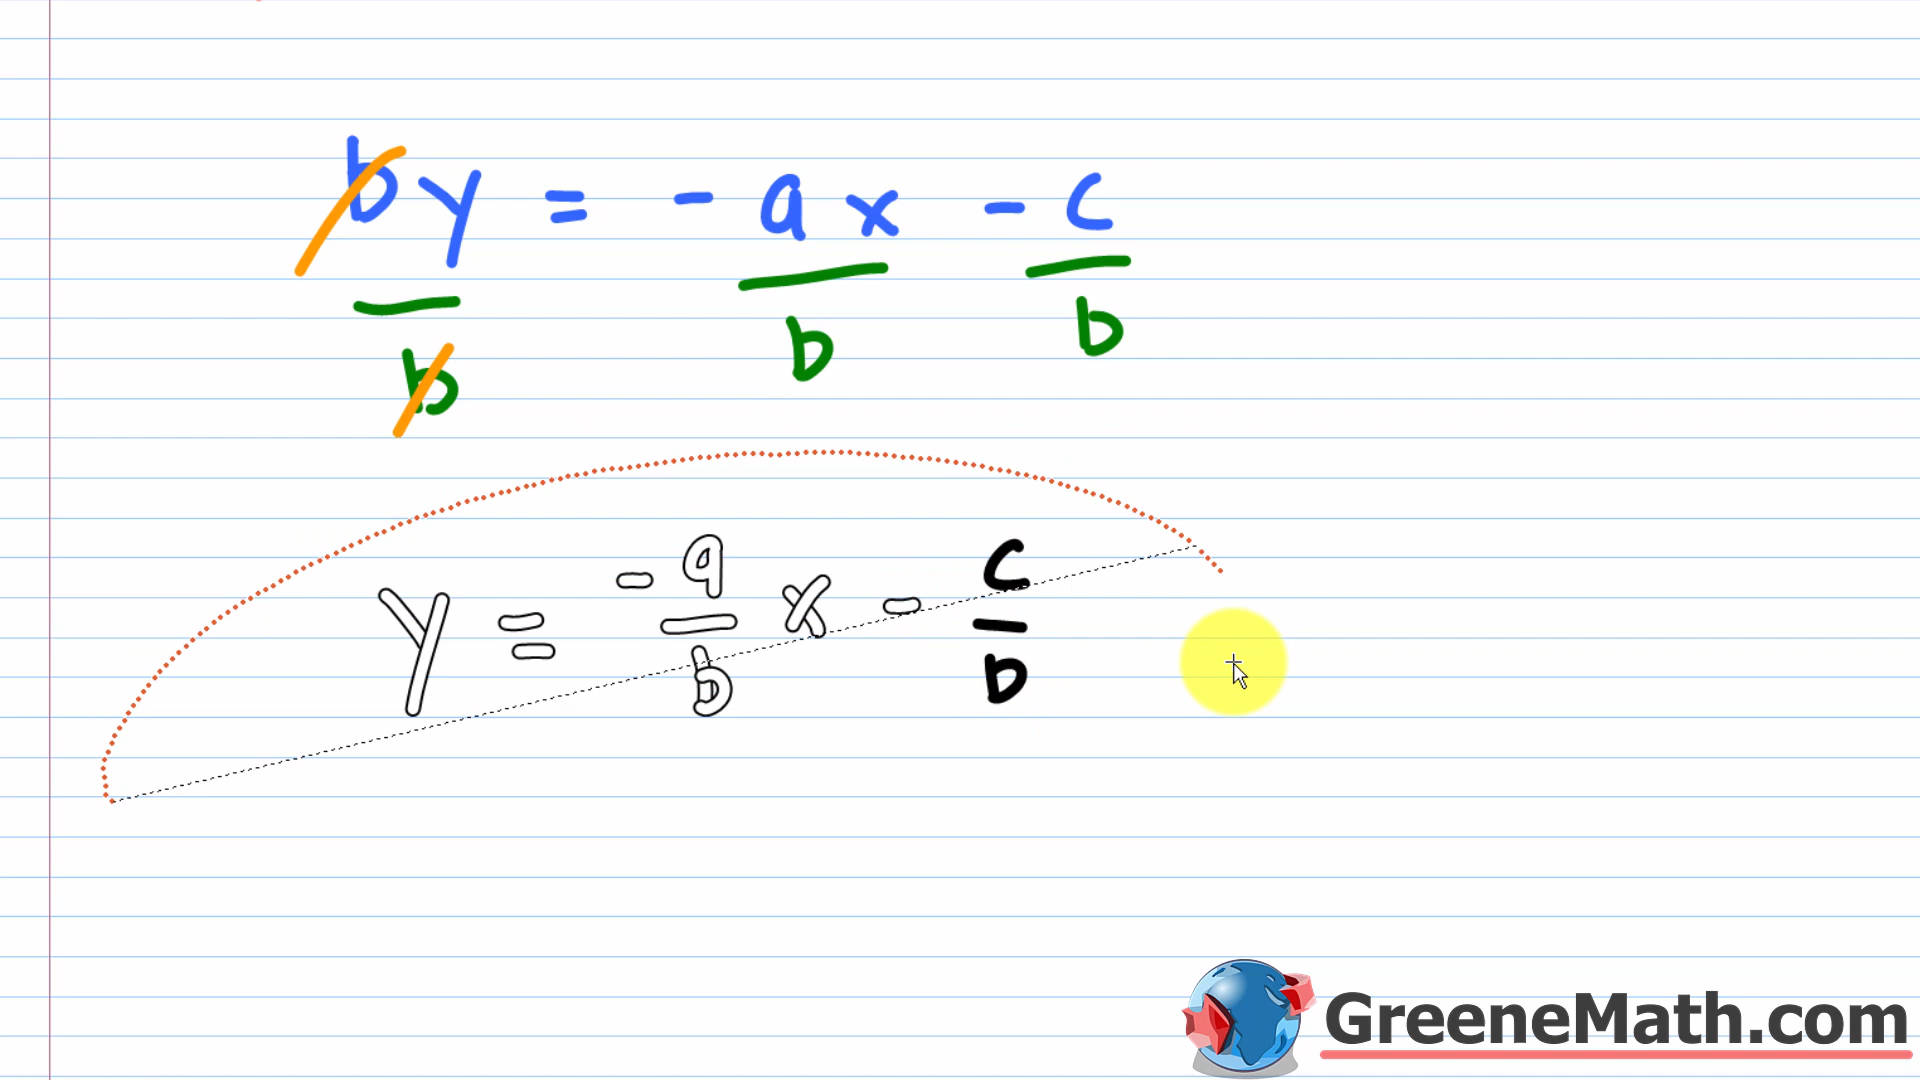 by = - ax - c
b b b
y = - a x - c
b b
GreeneMath.com